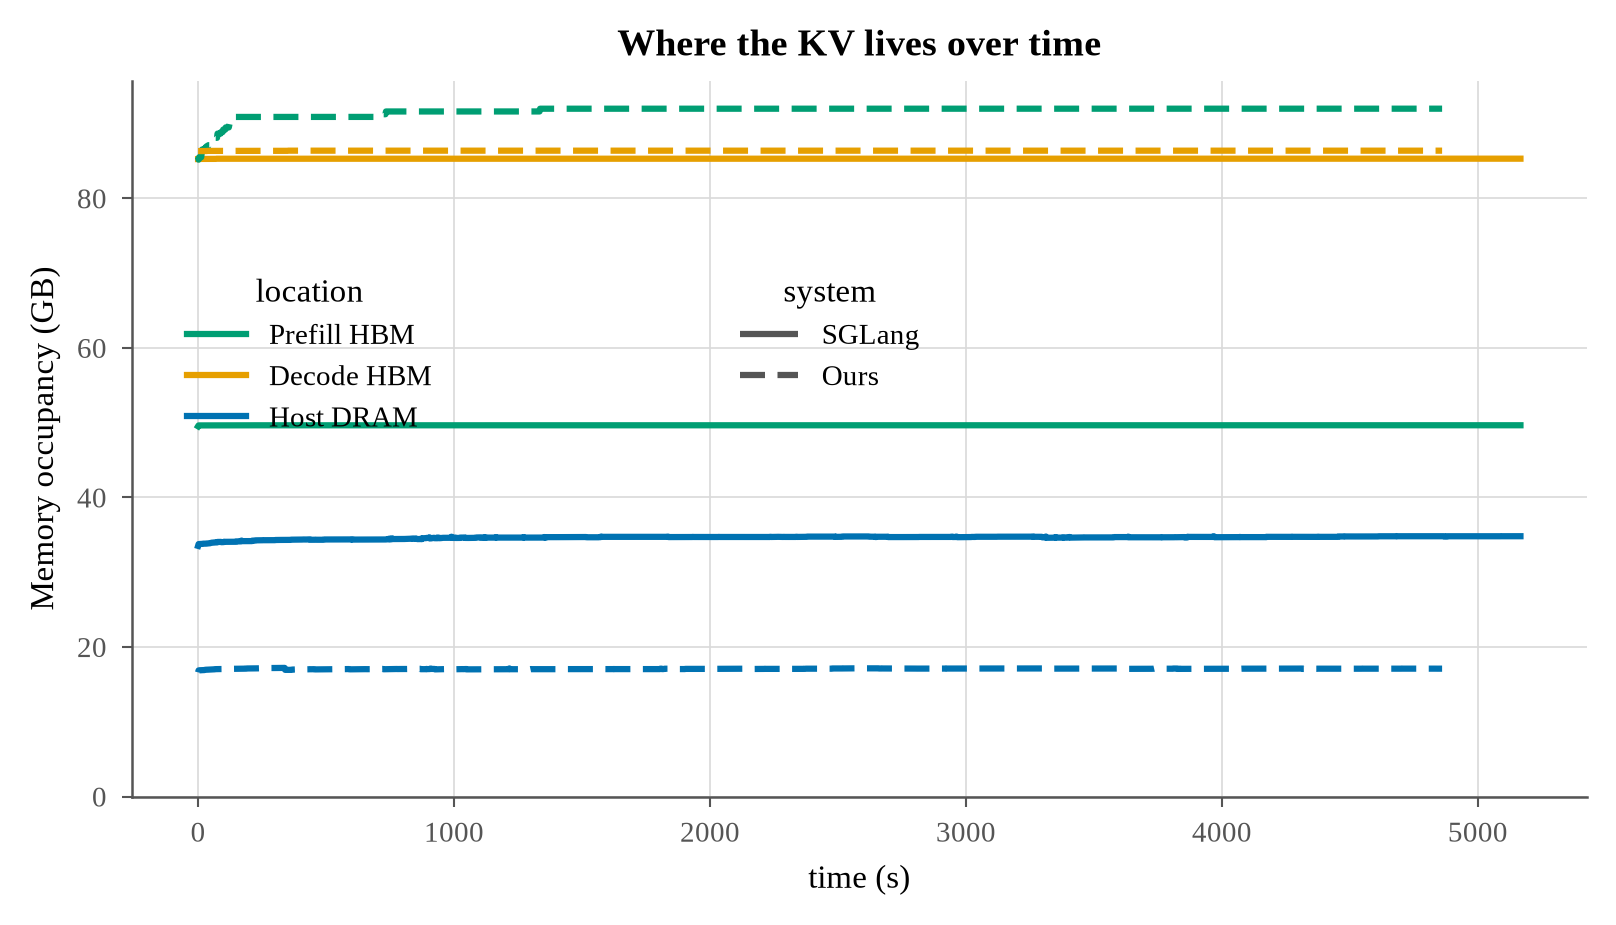 Where the KV lives over time
Memory occupancy (GB)
80
60
40
20
0
location
Prefill HBM
Decode HBM
Host DRAM
system
SGLang
Ours
0 1000 2000 3000 4000 5000
time (s)